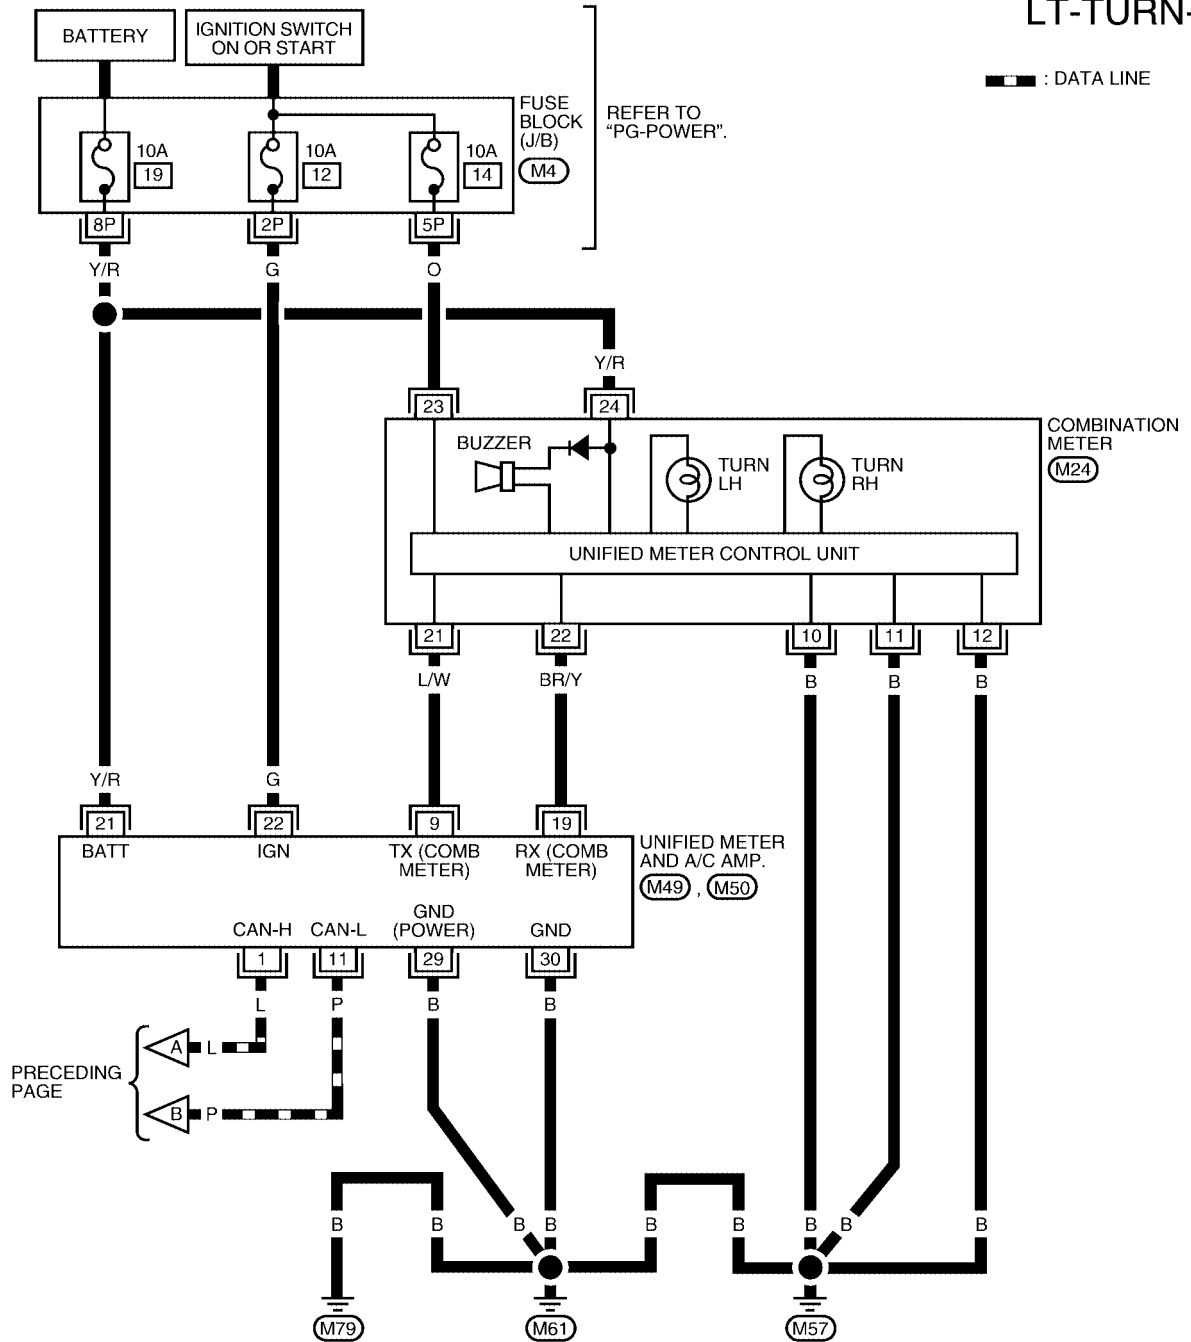 LT-TURN-
BATTERY
IGNITION SWITCH
ON OR START
: DATA LINE
FUSE
BLOCK
(J/B)
M4
REFER TO
“PG-POWER”.
10A
19
10A
12
10A
14
8P
2P
5P
Y/R
G
O
Y/R
23
24
COMBINATION
METER
M24
BUZZER
TURN
LH
TURN
RH
UNIFIED METER CONTROL UNIT
21
22
10
11
12
L/W
BR/Y
B
B
B
Y/R
G
21
22
9
19
UNIFIED METER
AND A/C AMP.
M49 , M50
BATT
IGN
TX (COMB
METER)
RX (COMB
METER)
CAN-H
CAN-L
GND
(POWER)
GND
1
11
29
30
L
P
B
B
A
L
PRECEDING
PAGE
B
P
B
B
B
B
B
B
B
B
B
M79
M61
M57